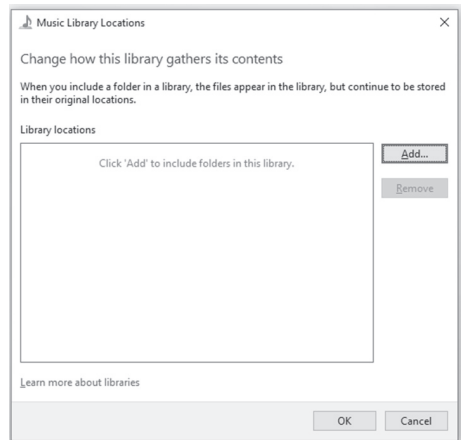 Music Library Locations
Change how this library gathers its contents
When you include a folder in a library, the files appear in the library, but continue to be stored
in their original locations.
Library locations
Click 'Add' to include folders in this library.
Add...
Remove
Learn more about libraries
OK
Cancel